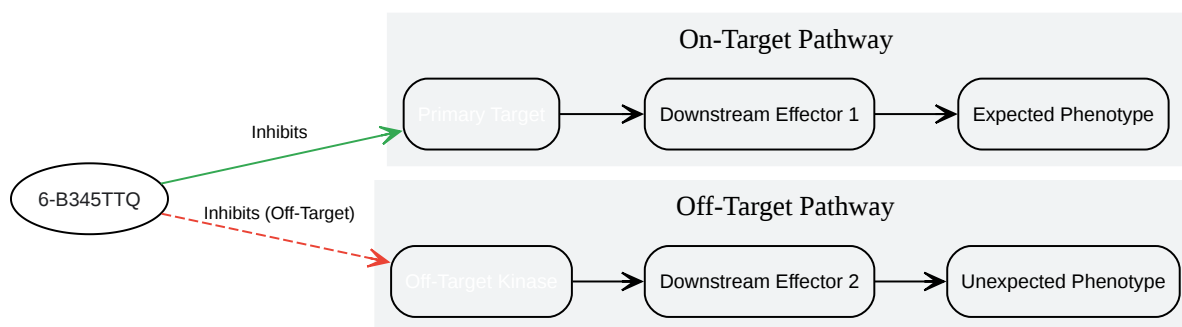 On-Target Pathway
Primary Target
Downstream Effector 1
Expected Phenotype
Inhibits
6-B345TTQ
Inhibits (Off-Target)
Off-Target Pathway
Off-Target Kinase
Downstream Effector 2
Unexpected Phenotype